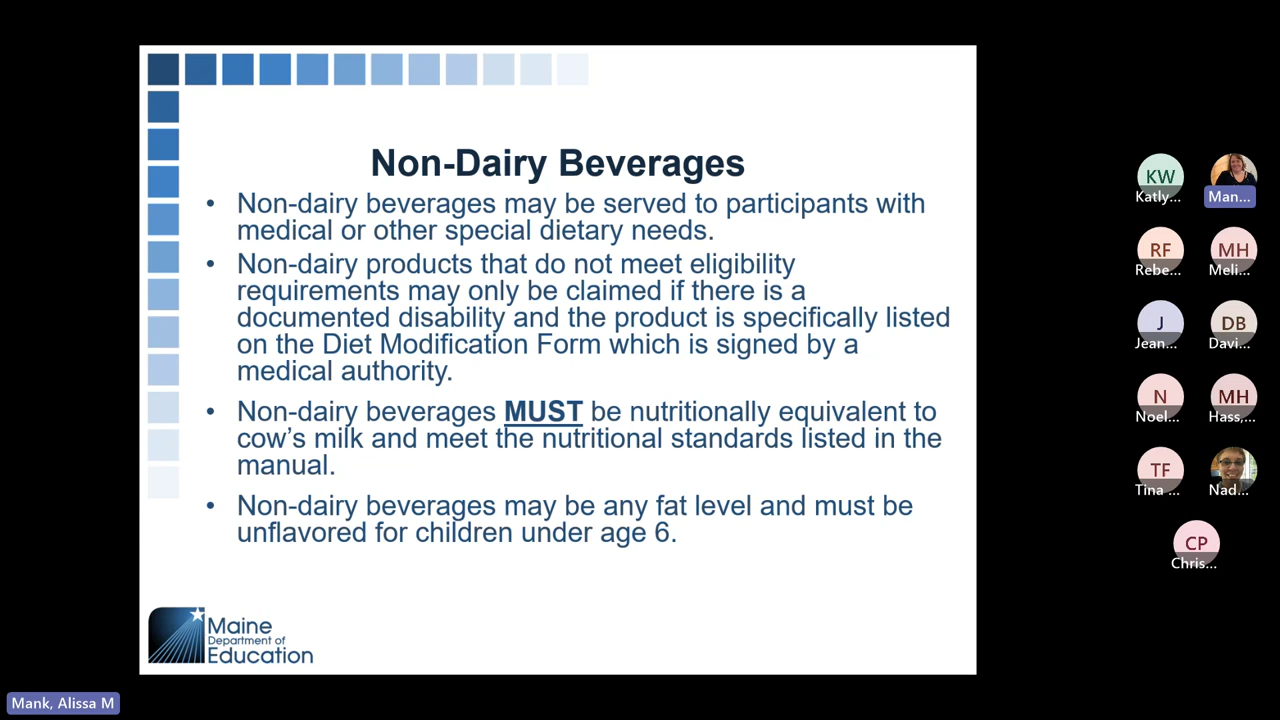 Non-Dairy Beverages
• Non-dairy beverages may be served to participants with
medical or other special dietary needs.
• Non-dairy products that do not meet eligibility
requirements may only be claimed if there is a
documented disability and the product is specifically listed
on the Diet Modification Form which is signed by a
medical authority.
• Non-dairy beverages MUST be nutritionally equivalent to
cow’s milk and meet the nutritional standards listed in the
manual.
• Non-dairy beverages may be any fat level and must be
unflavored for children under age 6.
Maine
Department of
Education
KW
Katly...
Man...
RF
Rebe...
MH
Meli...
J
Jean...
DB
Davi...
N
Noel...
MH
Hass,...
TF
Tina ...
Nad...
CP
Chris...
Mank, Alissa M